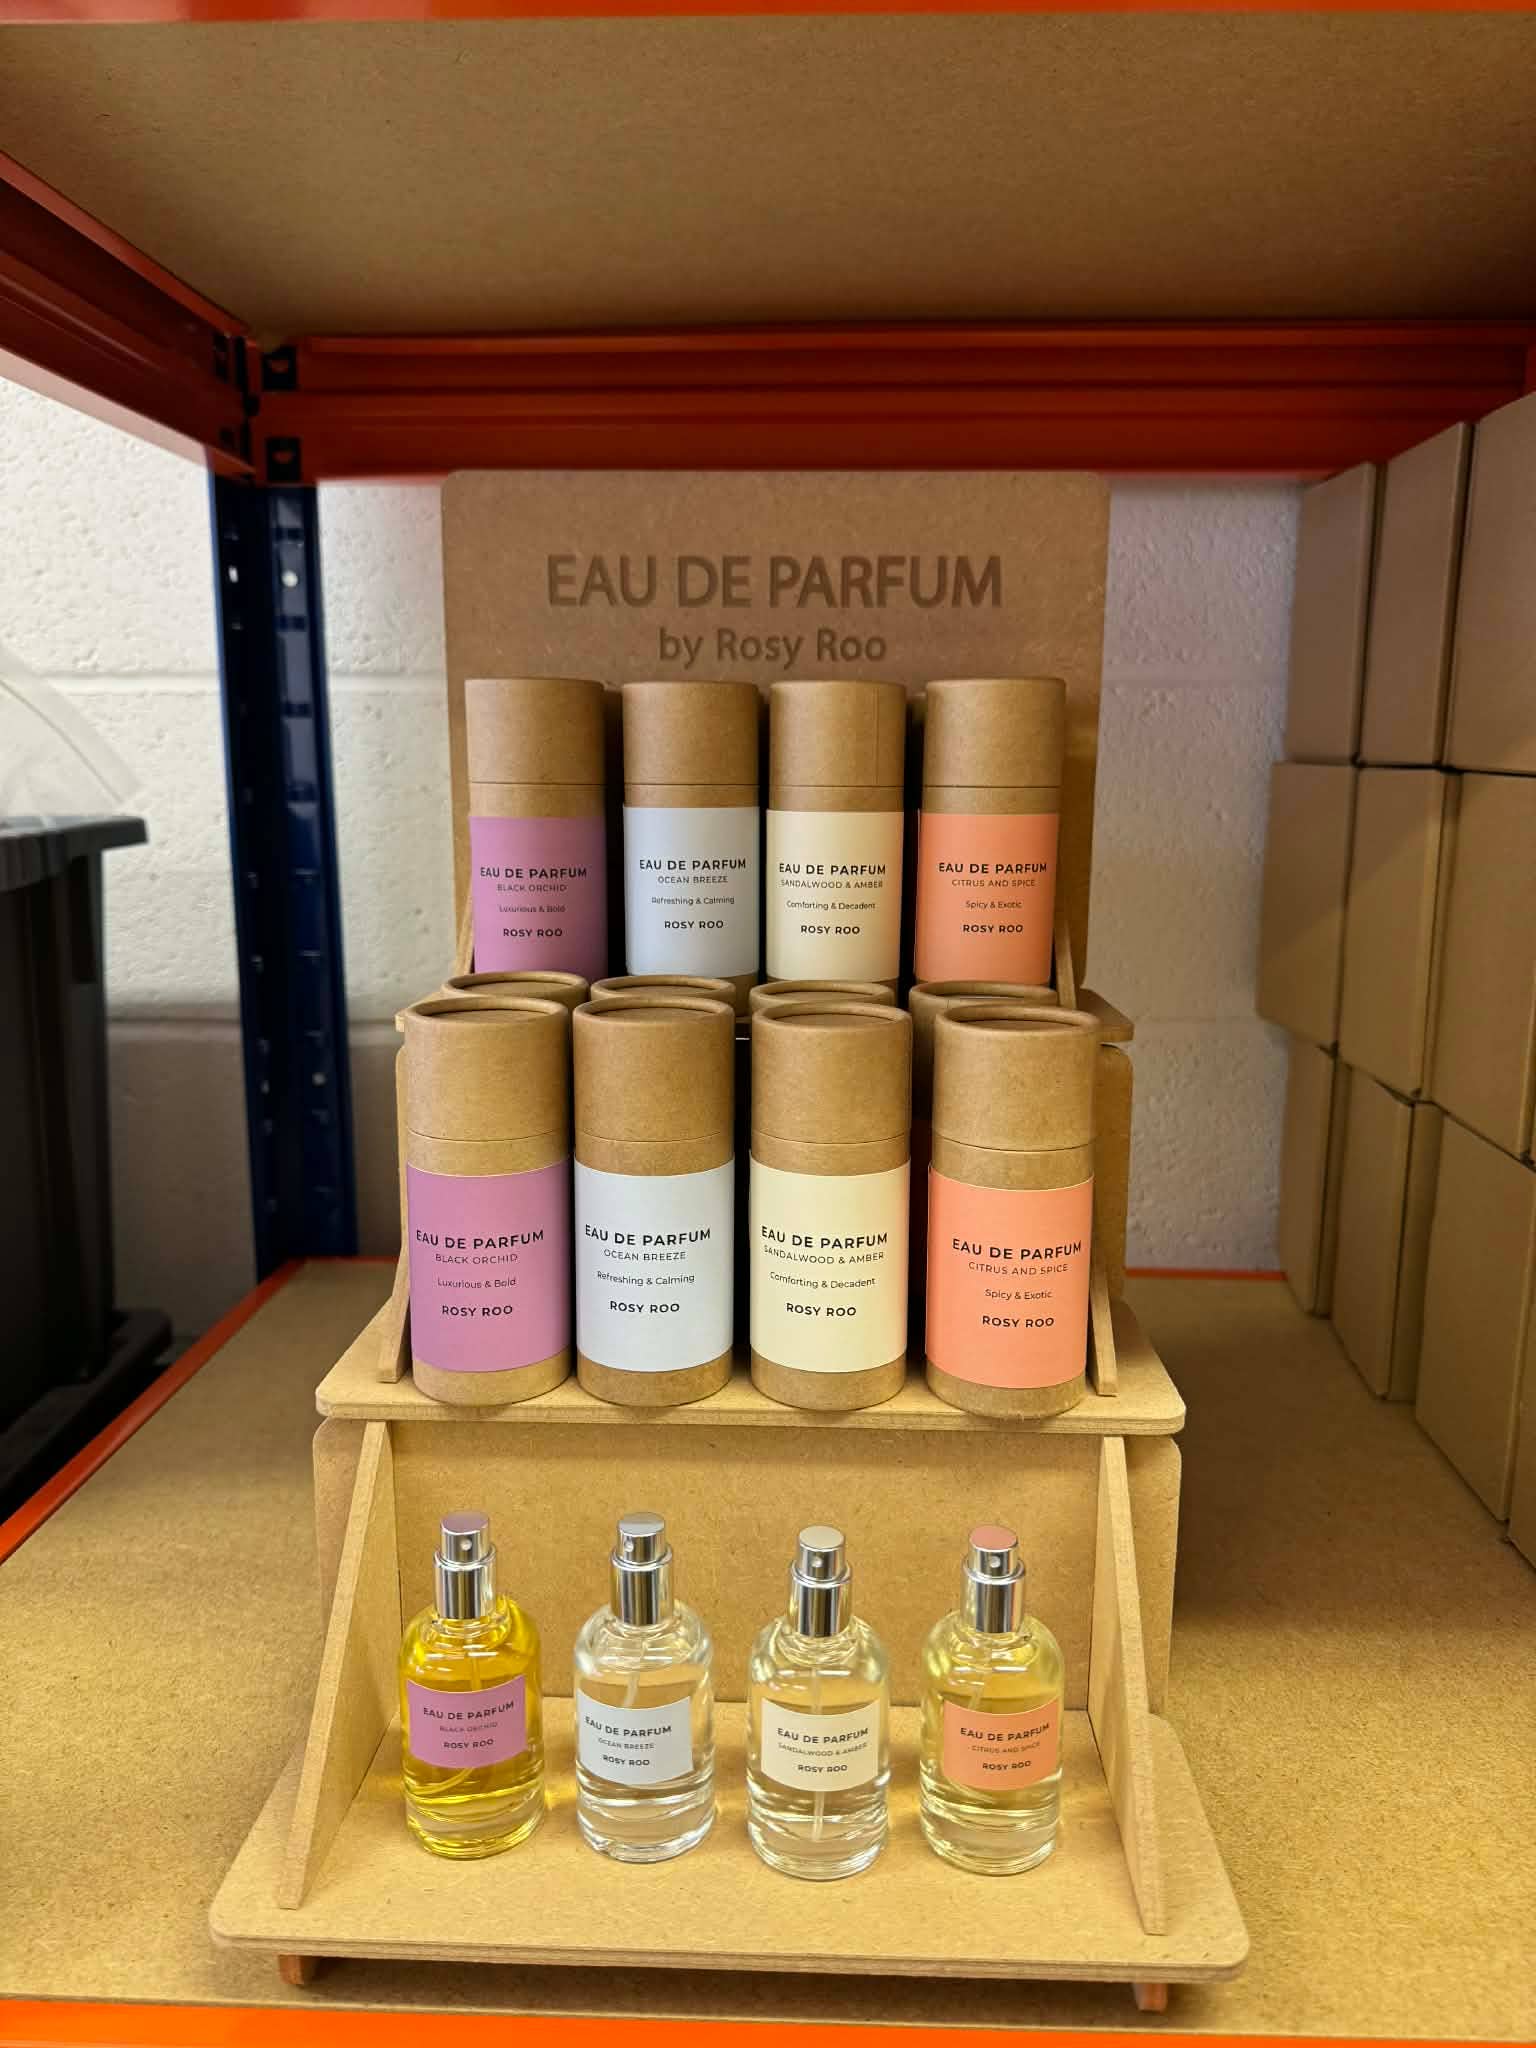 EAU DE PARFUM
by Rosy Roo
EAU DE PARFUM
BLACK ORCHID
Luxurious & Bold
ROSY ROO
EAU DE PARFUM
OCEAN BREEZE
Refreshing & Calming
ROSY ROO
EAU DE PARFUM
SANDALWOOD & AMBER
Comforting & Decadent
ROSY ROO
EAU DE PARFUM
CITRUS AND SPICE
Spicy & Exotic
ROSY ROO
EAU DE PARFUM
BLACK ORCHID
Luxurious & Bold
ROSY ROO
EAU DE PARFUM
OCEAN BREEZE
Refreshing & Calming
ROSY ROO
EAU DE PARFUM
SANDALWOOD & AMBER
Comforting & Decadent
ROSY ROO
EAU DE PARFUM
CITRUS AND SPICE
Spicy & Exotic
ROSY ROO
EAU DE PARFUM
BLACK ORCHID
ROSY ROO
EAU DE PARFUM
OCEAN BREEZE
ROSY ROO
EAU DE PARFUM
SANDALWOOD & AMBER
ROSY ROO
EAU DE PARFUM
CITRUS AND SPICE
ROSY ROO